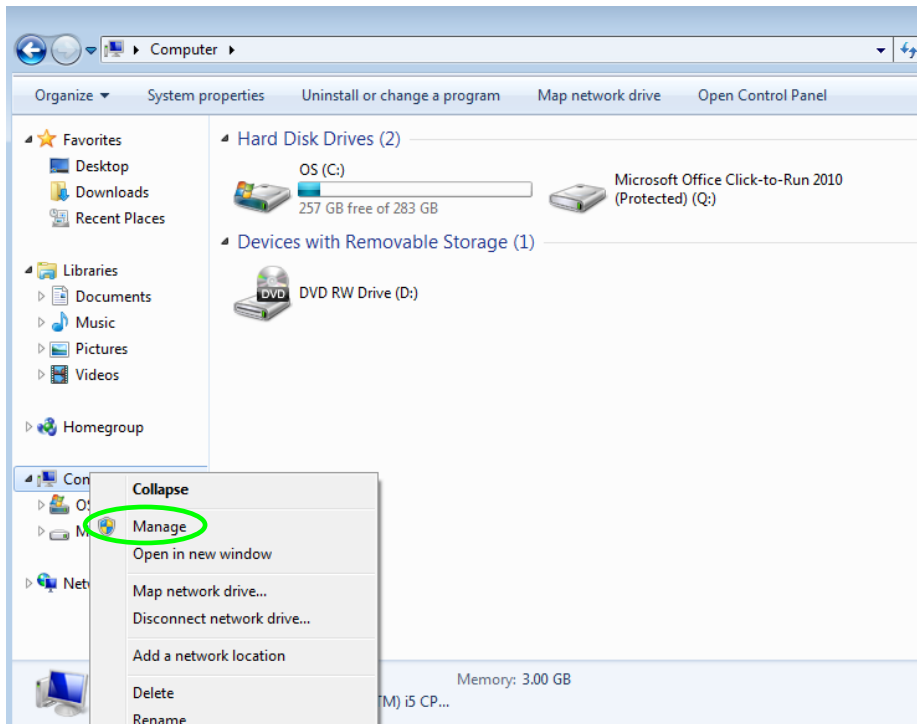 Computer
Organize System properties Uninstall or change a program Map network drive Open Control Panel
Favorites
Desktop
Downloads
Recent Places
Libraries
Documents
Music
Pictures
Videos
Homegroup
Hard Disk Drives (2)
OS (C:)
257 GB free of 283 GB
Microsoft Office Click-to-Run 2010
(Protected) (Q:)
Devices with Removable Storage (1)
DVD
DVD RW Drive (D:)
Collapse
Manage
Open in new window
Map network drive...
Disconnect network drive...
Add a network location
Delete
Rename
Memory: 3.00 GB
i5 CP...